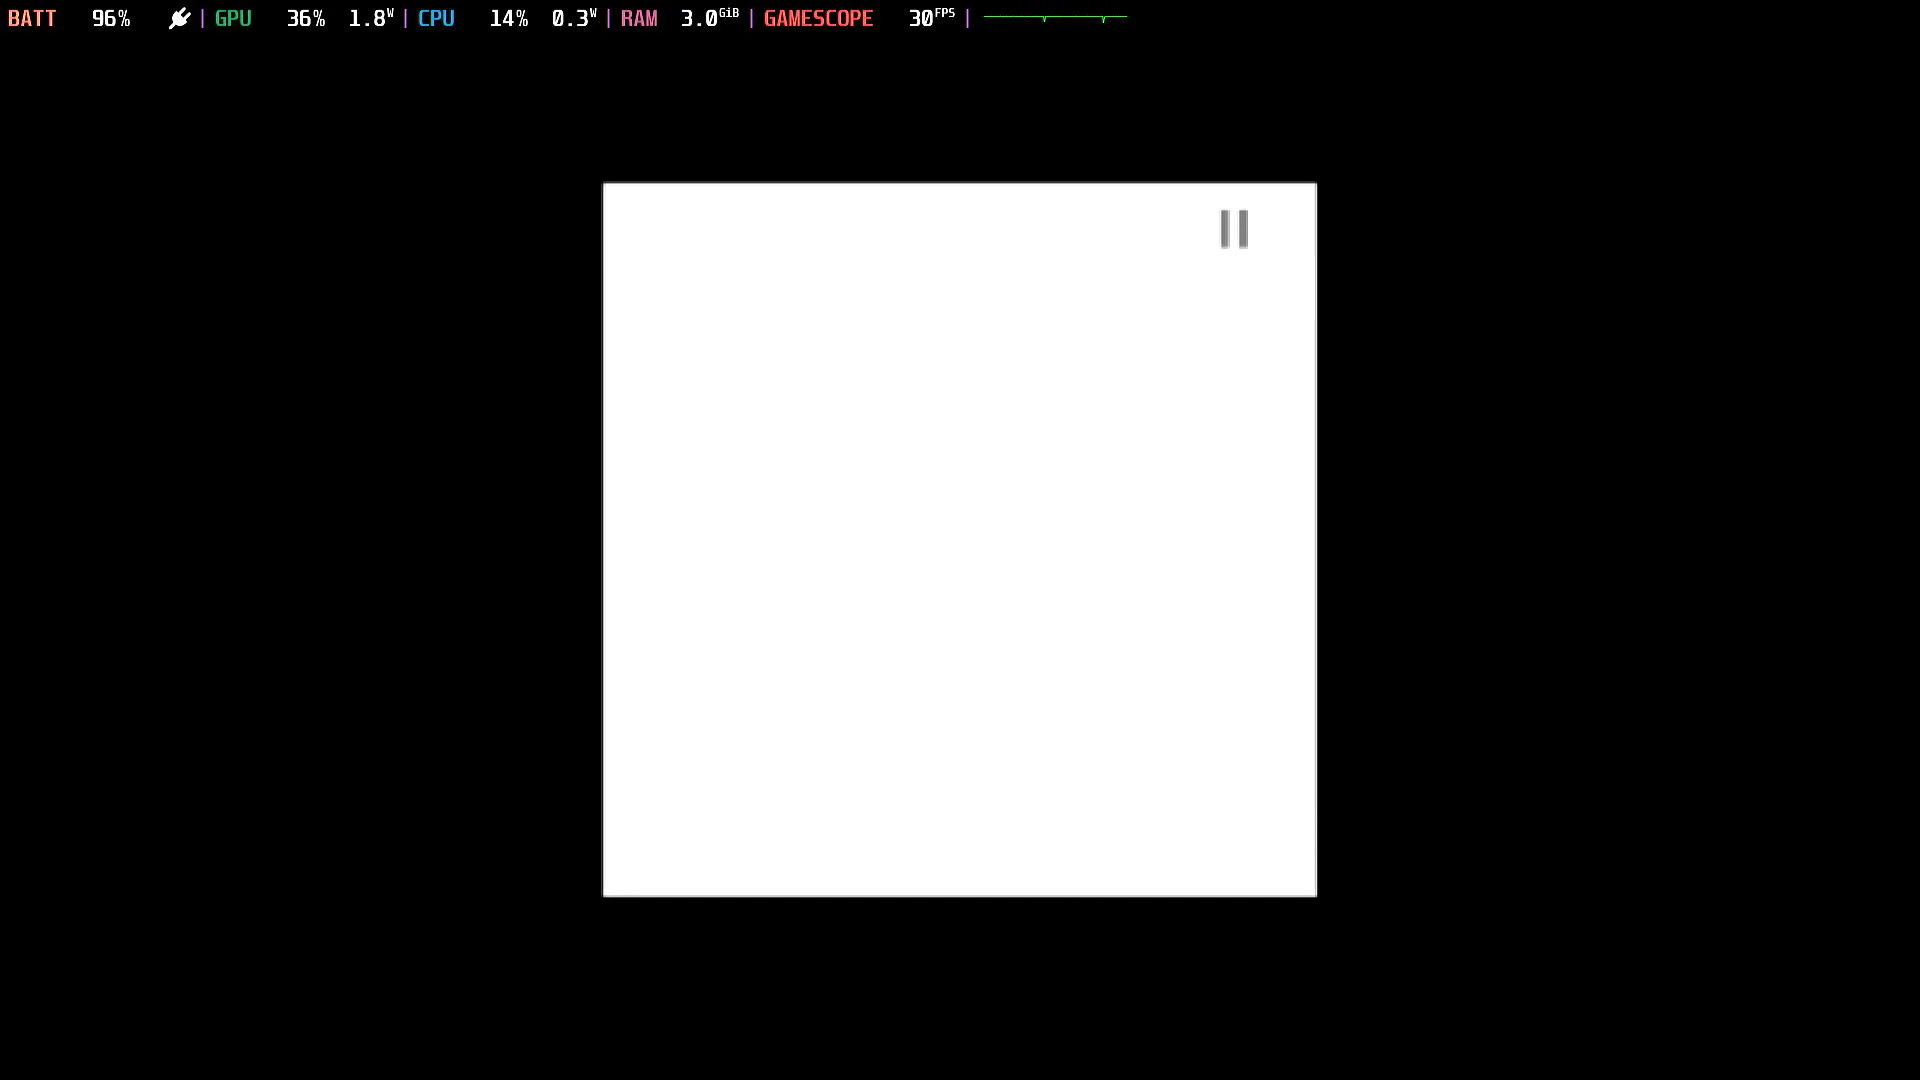 BATT 96% | GPU 36% 1.8W | CPU 14% 0.3W | RAM 3.0GiB | GAMESCOPE 30FPS |